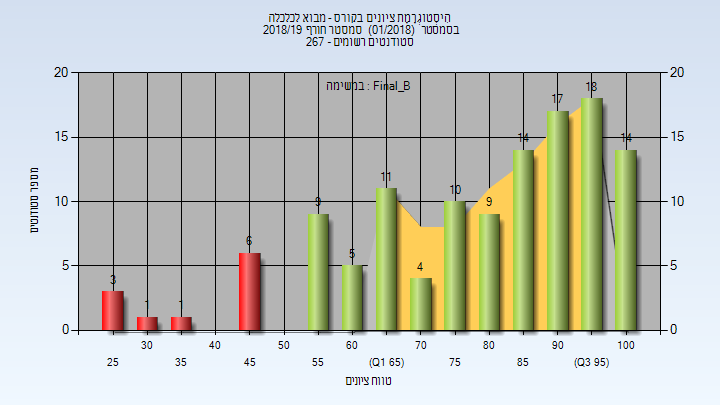 היסטוגרמת ציונים בקורס - מבוא לכלכלה
בסמסטר (01/2018) סמסטר חורף 2018/19
סטודנטים רשומים - 267
במשימה : Final_B
מספר סטודנטים
20 15 10 5 0
20 15 10 5 0
3 1 1 6 9 5 11 4 10 9 14 17 18 14
30 40 50 60 70 80 90 100
25 35 45 55 (Q1 65) 75 85 (Q3 95)
טווח ציונים